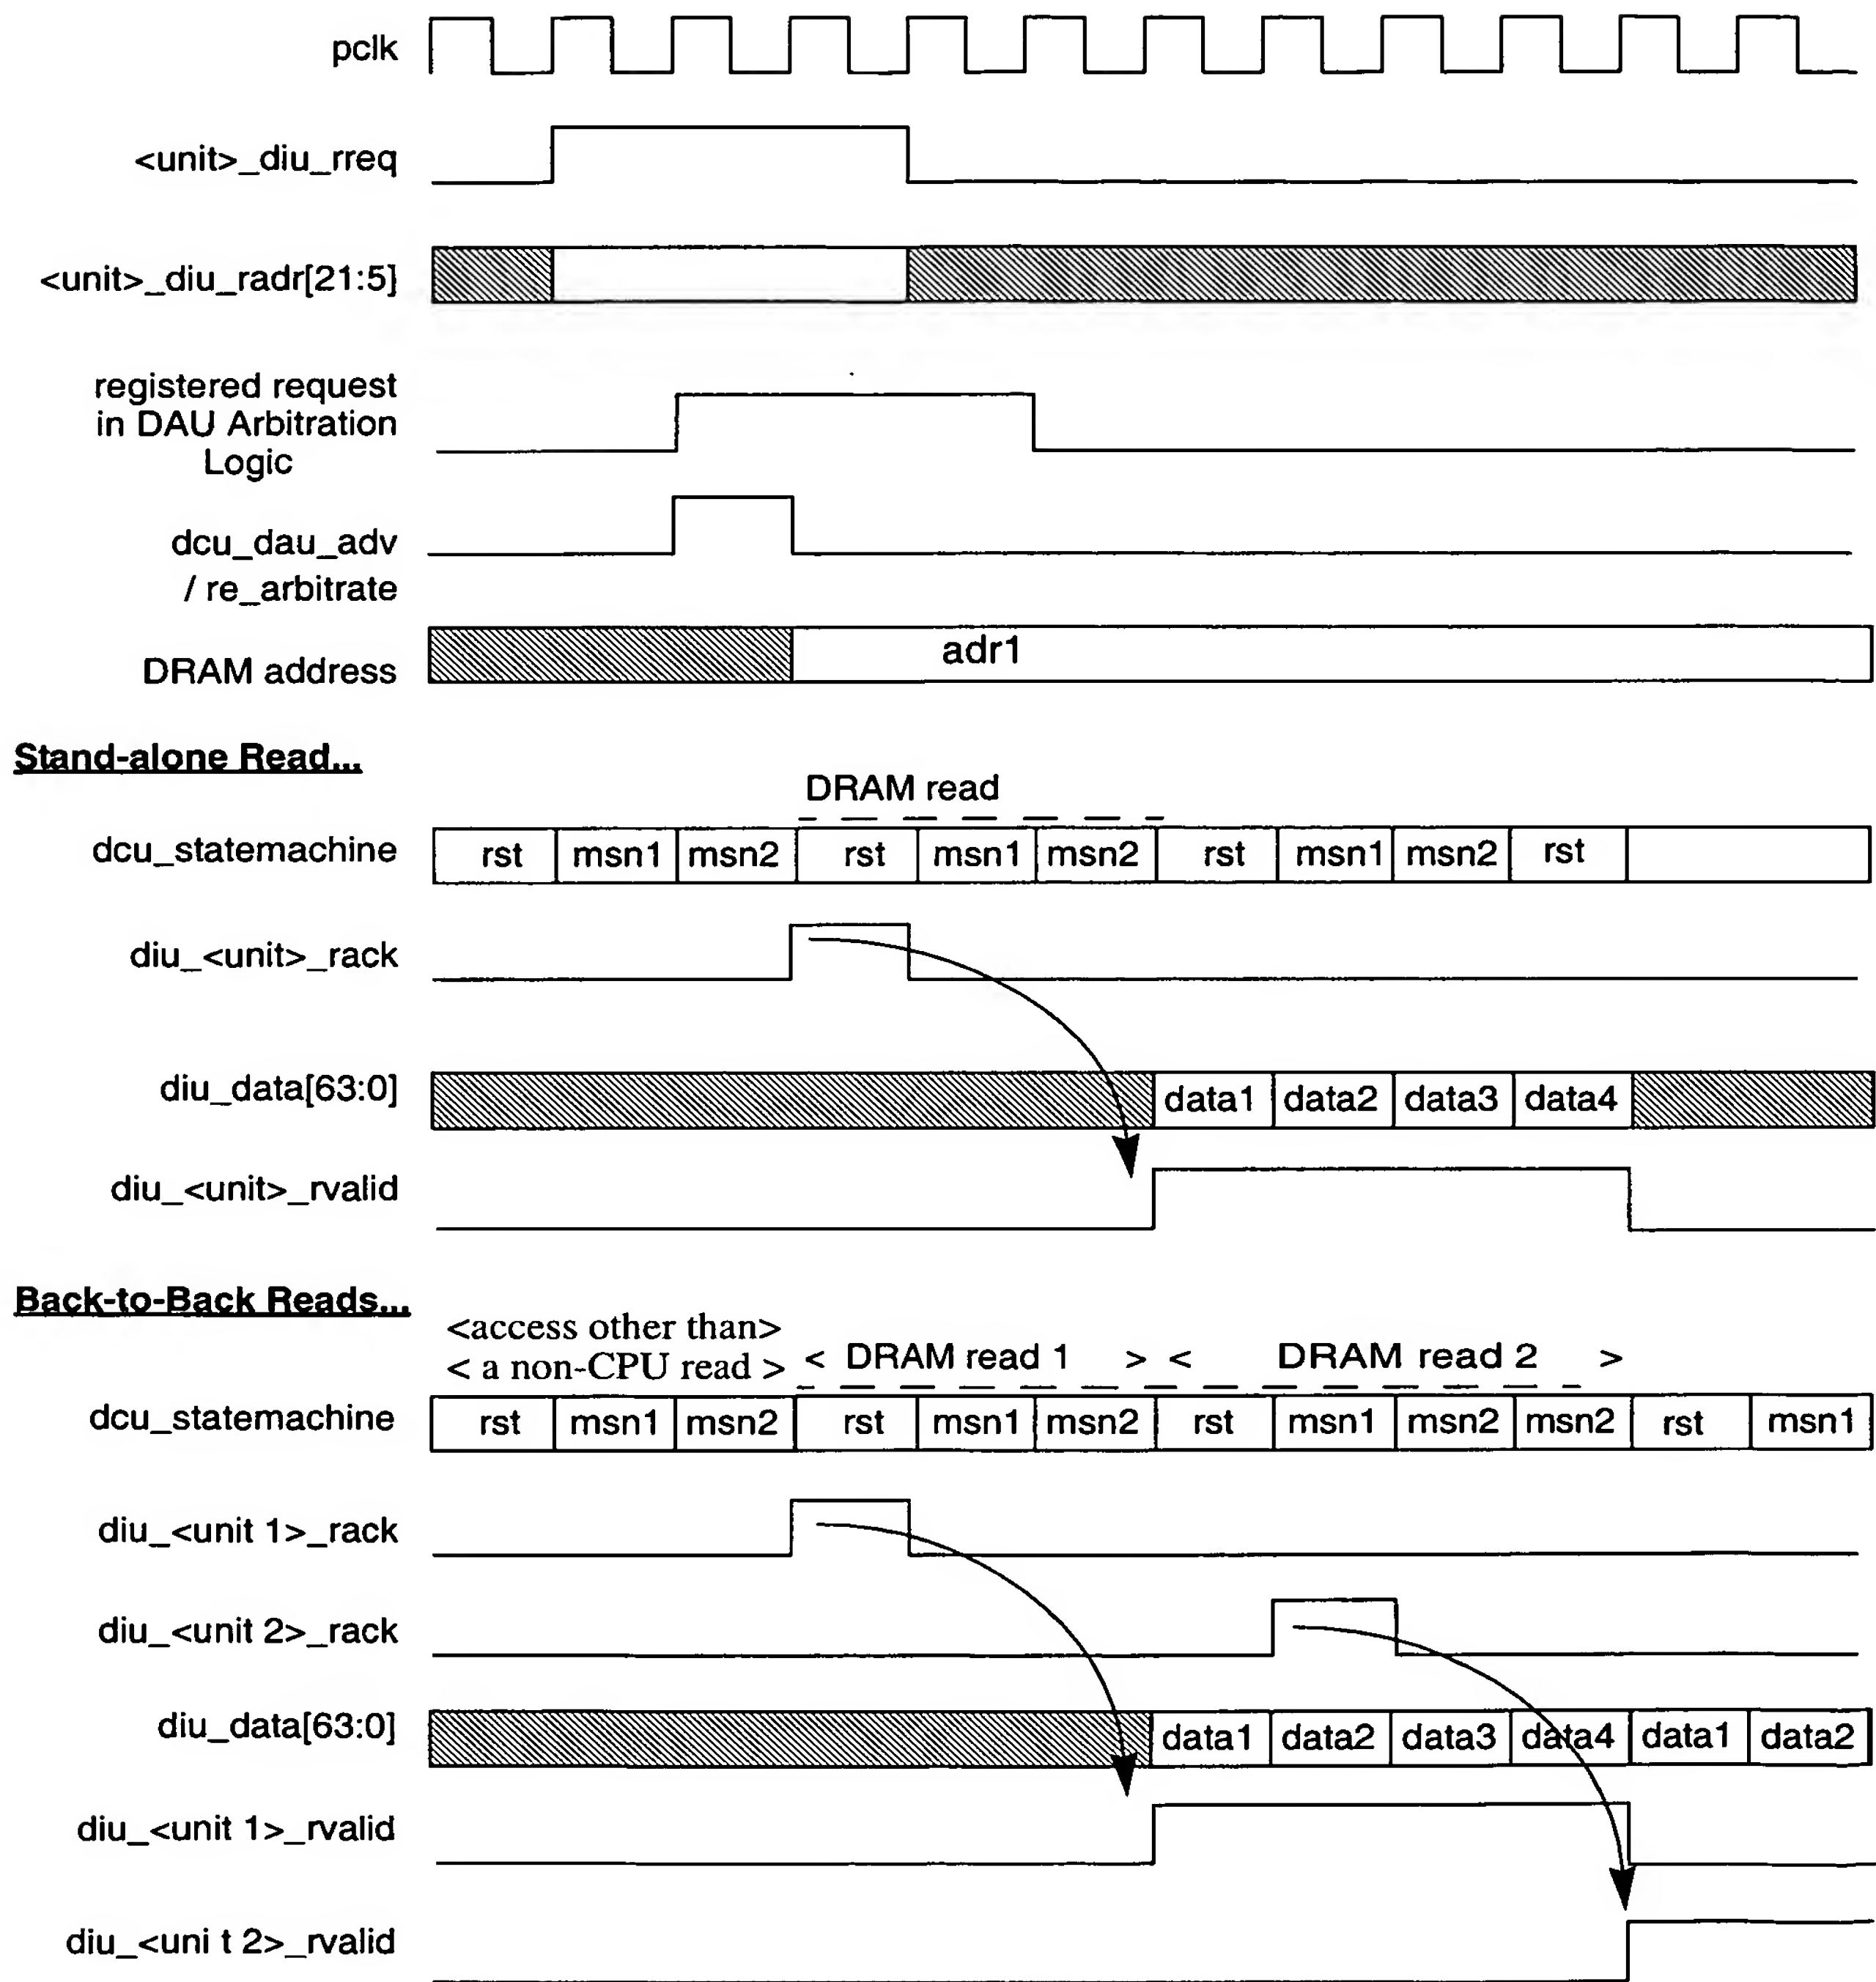 pclk
<unit>_diu_rreq
<unit>_diu_radr[21:5]
registered request
in DAU Arbitration
Logic
dcu_dau_adv
/ re_arbitrate
DRAM address
adr1
Stand-alone Read...
DRAM read
dcu_statemachine
rst msn1 msn2 rst msn1 msn2 rst msn1 msn2 rst
diu_<unit>_rack
diu_data[63:0]
data1 data2 data3 data4
diu_<unit>_rvalid
Back-to-Back Reads...
<access other than>
< a non-CPU read > < DRAM read 1 > < DRAM read 2 >
dcu_statemachine
rst msn1 msn2 rst msn1 msn2 rst msn1 msn2 msn2 rst msn1
diu_<unit 1>_rack
diu_<unit 2>_rack
diu_data[63:0]
data1 data2 data3 data4 data1 data2
diu_<unit 1>_rvalid
diu_<uni t 2>_rvalid